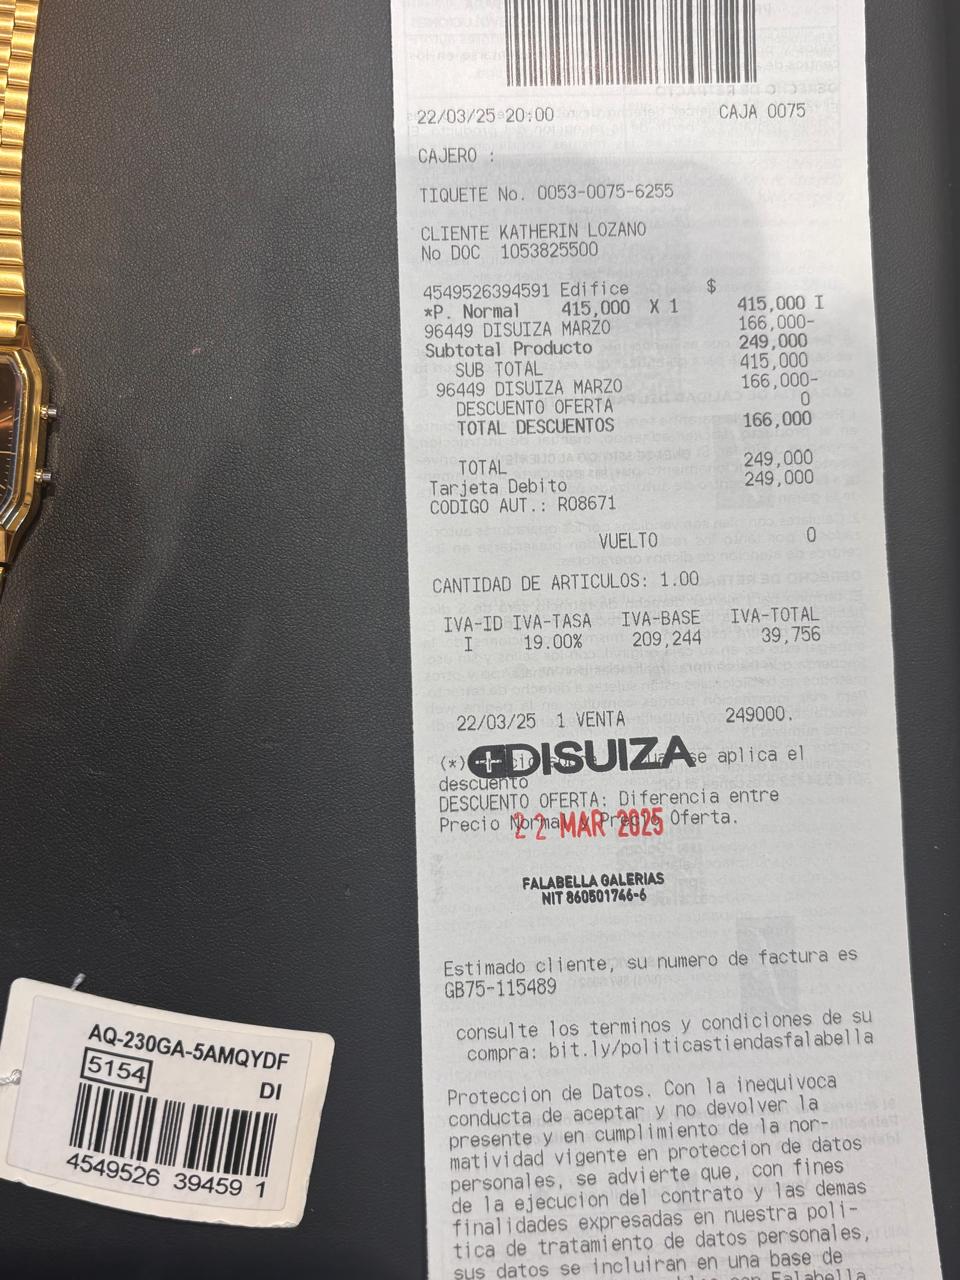 22/03/25 20:00 CAJA 0075
CAJERO :
TIQUETE No. 0053-0075-6255
CLIENTE KATHERIN LOZANO
No DOC 1053825500
4549526394591 Edifice $
*P. Normal 415,000 X 1 415,000 I
96449 DISUIZA MARZO 166,000-
Subtotal Producto 249,000
SUB TOTAL 415,000
96449 DISUIZA MARZO 166,000-
DESCUENTO OFERTA 0
TOTAL DESCUENTOS 166,000
TOTAL 249,000
Tarjeta Debito 249,000
CODIGO AUT.: R08671
VUELTO 0
CANTIDAD DE ARTICULOS: 1.00
IVA-ID IVA-TASA IVA-BASE IVA-TOTAL
I 19.00% 209,244 39,756
22/03/25 1 VENTA 249000.
DISUIZA
(*) se aplica el
descuento
DESCUENTO OFERTA: Diferencia entre
Precio Normal y Precio Oferta.
22 MAR 2025
FALABELLA GALERIAS
NIT 860501746-6
Estimado cliente, su numero de factura es
GB75-115489
consulte los terminos y condiciones de su
compra: bit.ly/politicastiendasfalabella
Proteccion de Datos. Con la inequivoca
conducta de aceptar y no devolver la
presente y en cumplimiento de la nor-
matividad vigente en proteccion de datos
personales, se advierte que, con fines
de la ejecucion del contrato y las demas
finalidades expresadas en nuestra poli-
tica de tratamiento de datos personales,
sus datos se incluiran en una base de
Falabella
AQ-230GA-5AMQYDF
5154
DI
4549526 39459 1